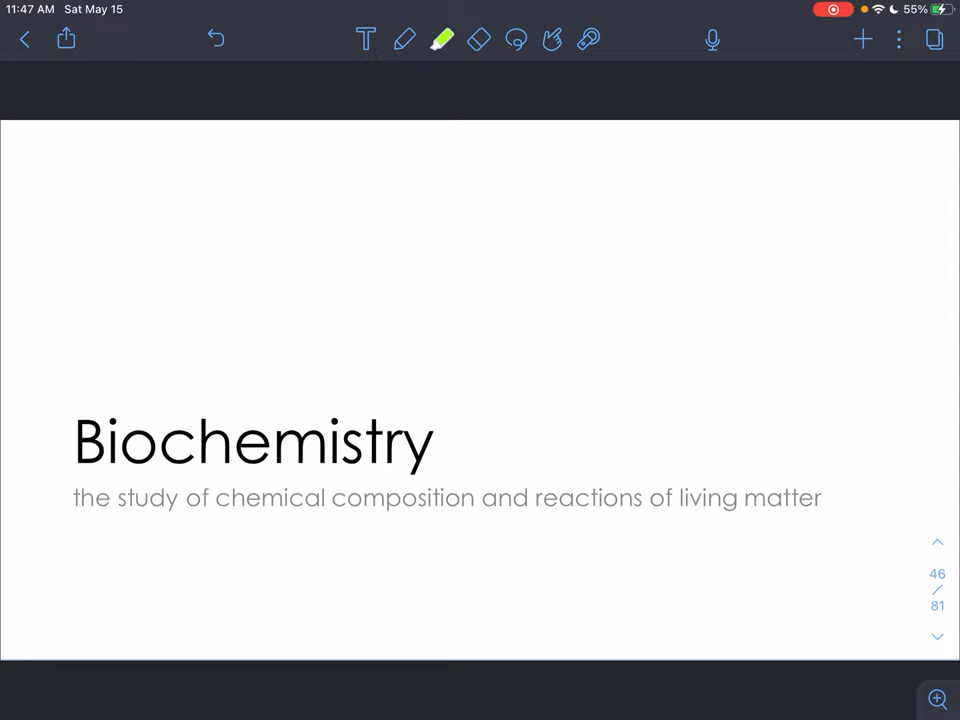 11:47 AM Sat May 15
55%
T
Biochemistry
the study of chemical composition and reactions of living matter
46
/
81